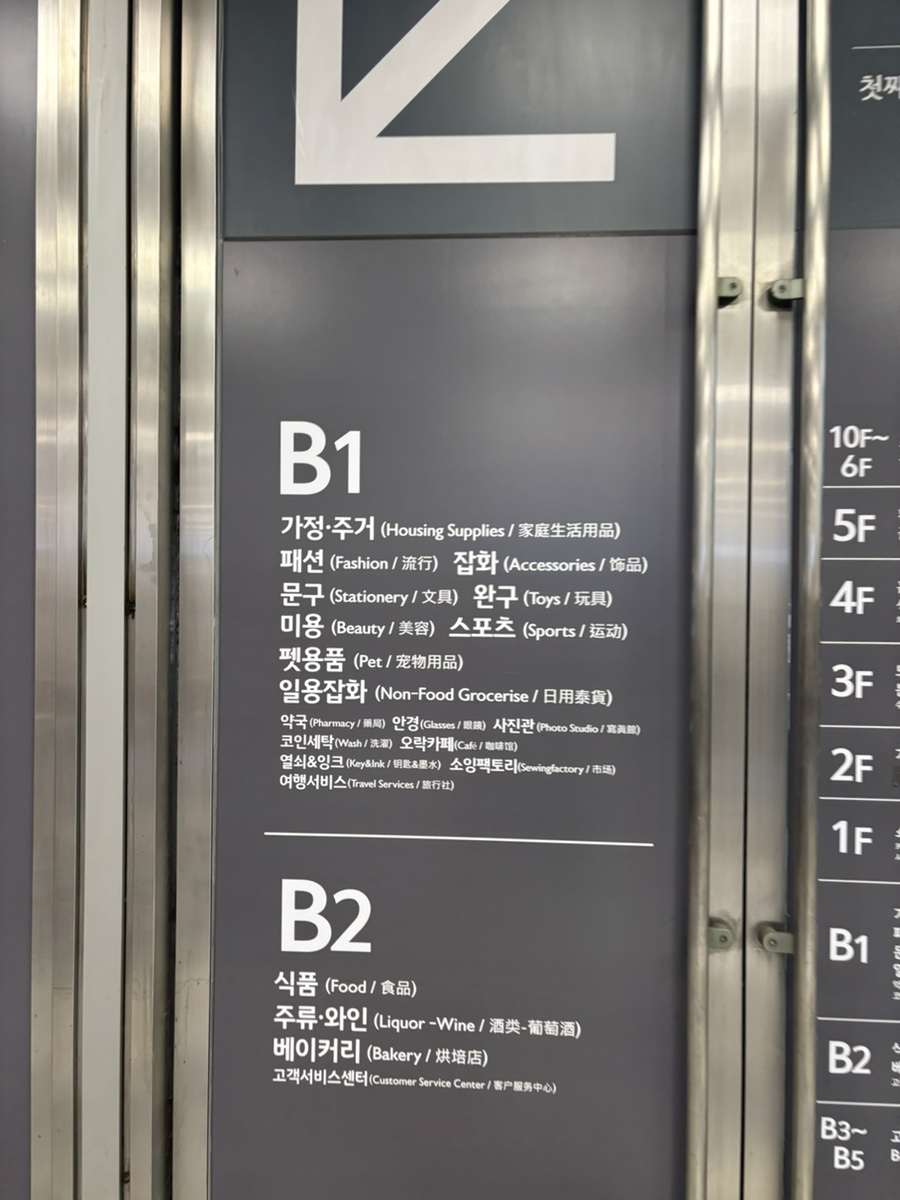 B1
가정·주거 (Housing Supplies / 家庭生活用品)
패션 (Fashion / 流行) 잡화 (Accessories / 饰品)
문구 (Stationery / 文具) 완구 (Toys / 玩具)
미용 (Beauty / 美容) 스포츠 (Sports / 运动)
펫용품 (Pet / 宠物用品)
일용잡화 (Non-Food Grocerise / 日用泰貨)
약국 (Pharmacy / 藥局) 안경(Glasses / 眼鏡) 사진관(Photo Studio / 寫眞館)
코인세탁(Wash / 洗濯) 오락카페(Café / 咖啡馆)
열쇠&잉크 (Key&Ink / 钥匙&墨水) 소잉팩토리(Sewingfactory / 市场)
여행서비스(Travel Services / 旅行社)
B2
식품 (Food / 食品)
주류·와인 (Liquor -Wine / 酒类-葡萄酒)
베이커리 (Bakery / 烘培店)
고객서비스센터(Customer Service Center / 客户服务中心)
10F~
6F
5F
4F
3F
2F
1F
B1
B2
B3~
B5